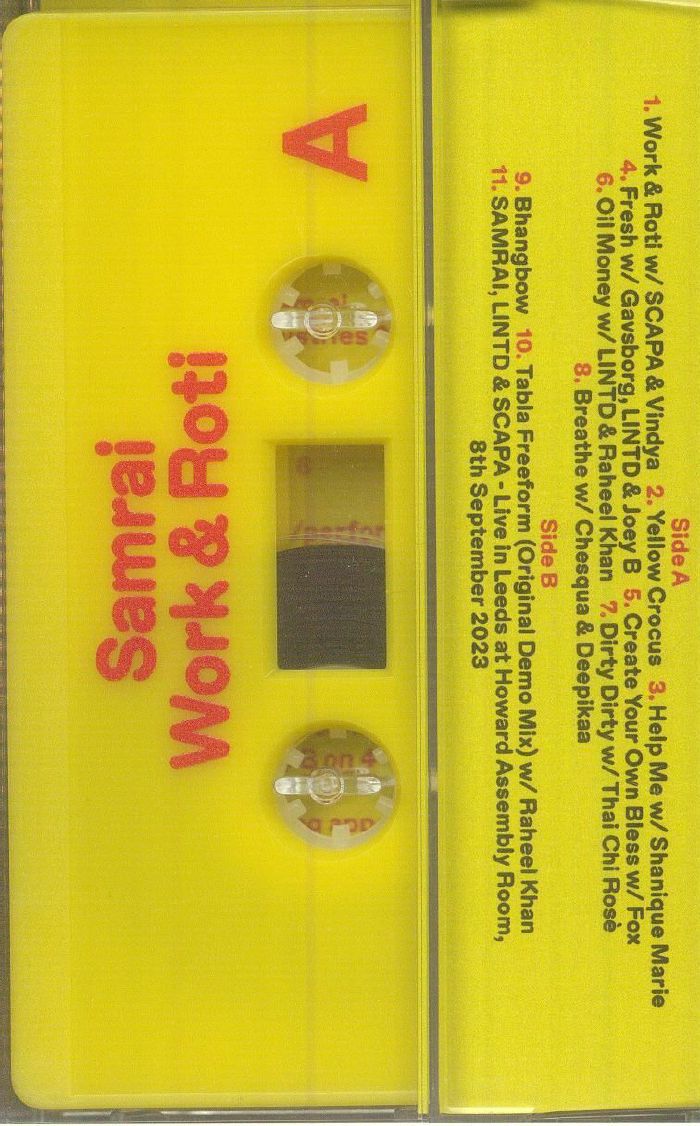 Side A
1. Work & Roti w/ SCAPA & Vindya 2. Yellow Crocus 3. Help Me w/ Shanique Marie
4. Fresh w/ Gavsborg, LINTD & Joey B 5. Create Your Own Bless w/ Fox
6. Oil Money w/ LINTD & Raheel Khan 7. Dirty Dirty w/ Thai Chi Rosè
8. Breathe w/ Chesqua & Deepikaa
Side B
9. Bhangbow 10. Tabla Freeform (Original Demo Mix) w/ Raheel Khan
11. SAMRAI, LINTD & SCAPA - Live in Leeds at Howard Assembly Room,
8th September 2023
A
Samrai
Work & Roti